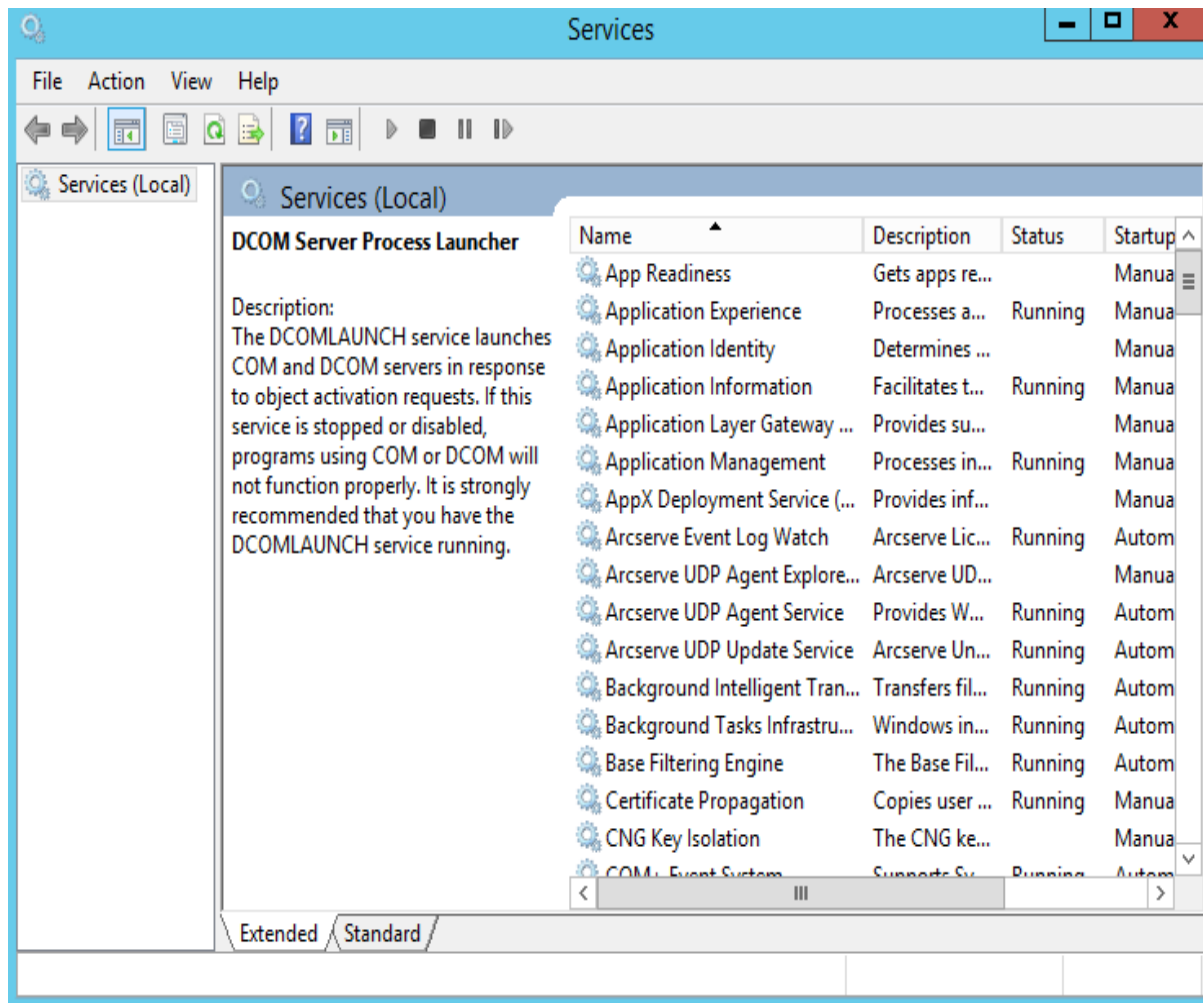 Services
File Action View Help
Services (Local)
Services (Local)
DCOM Server Process Launcher
Description:
The DCOMLAUNCH service launches
COM and DCOM servers in response
to object activation requests. If this
service is stopped or disabled,
programs using COM or DCOM will
not function properly. It is strongly
recommended that you have the
DCOMLAUNCH service running.
Name Description Status Startup
App Readiness Gets apps re... Manua
Application Experience Processes a... Running Manua
Application Identity Determines ... Manua
Application Information Facilitates t... Running Manua
Application Layer Gateway ... Provides su... Manua
Application Management Processes in... Running Manua
AppX Deployment Service (... Provides inf... Manua
Arcserve Event Log Watch Arcserve Lic... Running Autom
Arcserve UDP Agent Explore... Arcserve UD... Manua
Arcserve UDP Agent Service Provides W... Running Autom
Arcserve UDP Update Service Arcserve Un... Running Autom
Background Intelligent Tran... Transfers fil... Running Autom
Background Tasks Infrastru... Windows in... Running Autom
Base Filtering Engine The Base Fil... Running Autom
Certificate Propagation Copies user ... Running Manua
CNG Key Isolation The CNG ke... Manua
COM+ Event System Supports Sy... Running Autom
Extended Standard